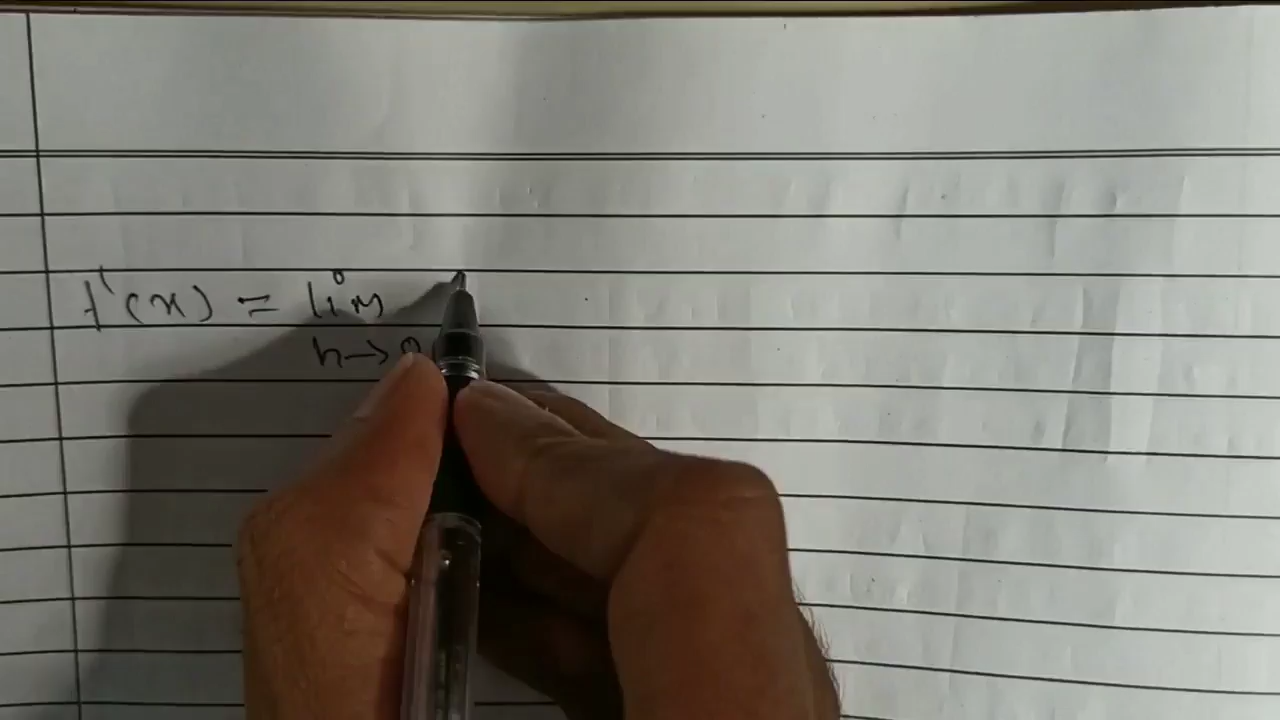 f'(x) = lim
h→0